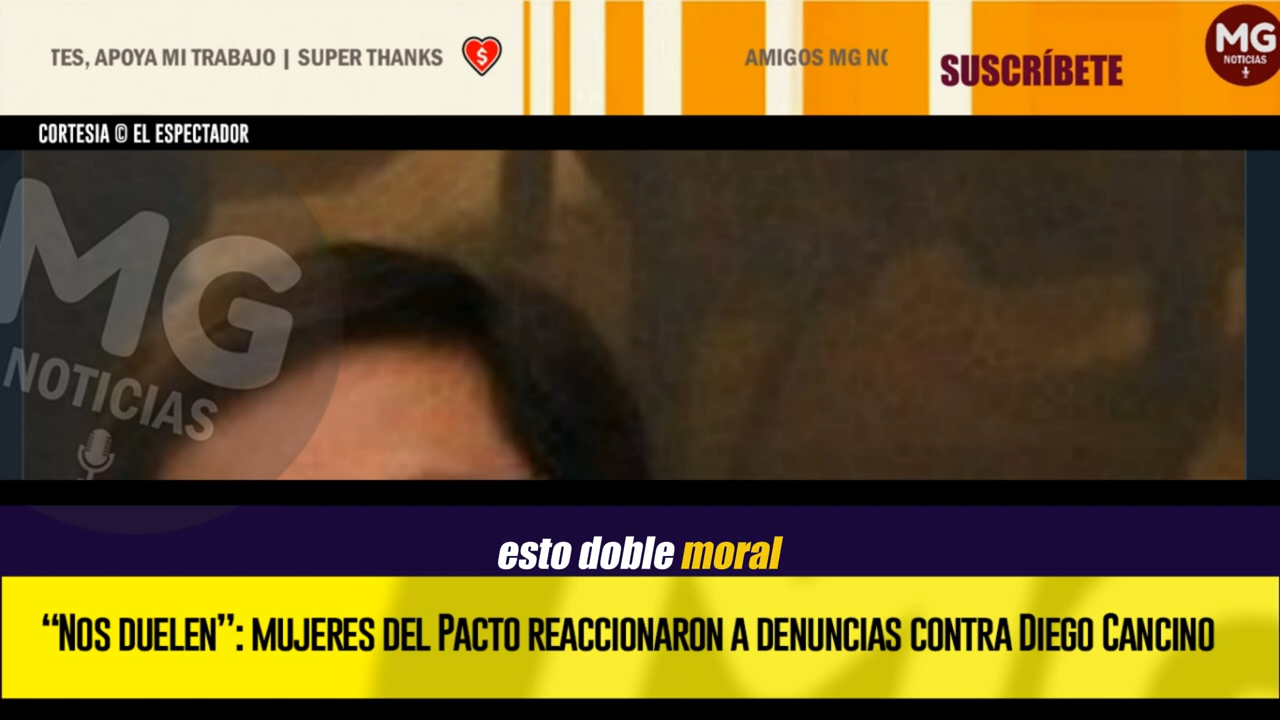 TES, APOYA MI TRABAJO | SUPER THANKS
AMIGOS MG NO
SUSCRÍBETE
MG
NOTICIAS
CORTESIA © EL ESPECTADOR
MG
NOTICIAS
esto doble moral
“NOS DUELEN”: MUJERES DEL PACTO REACCIONARON A DENUNCIAS CONTRA DIEGO CANCINO